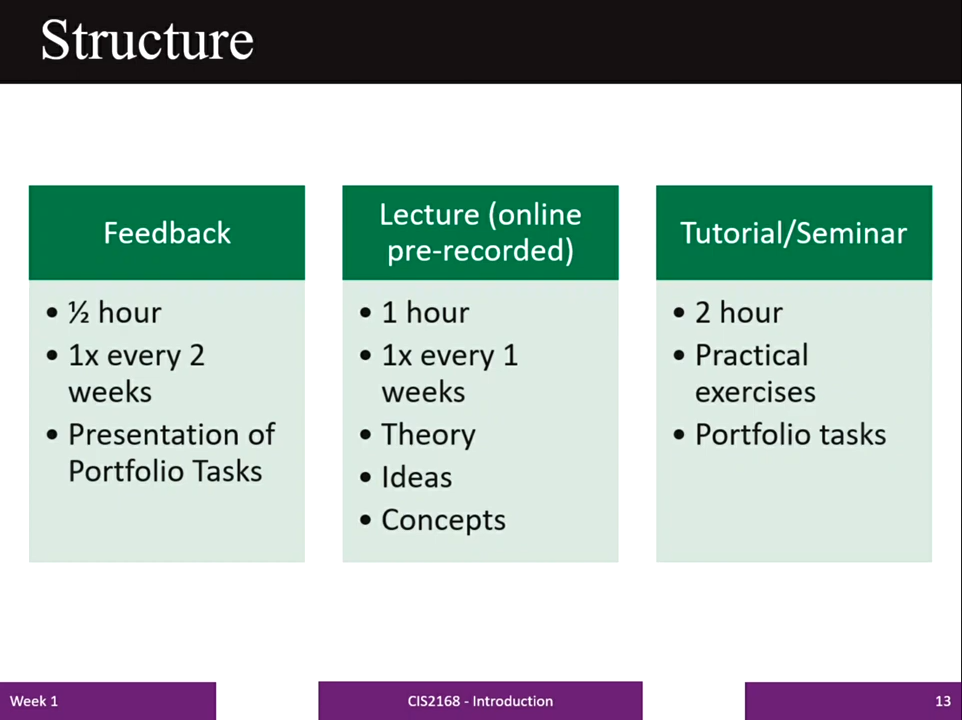 Structure
Feedback
• ½ hour
• 1x every 2
weeks
• Presentation of
Portfolio Tasks
Lecture (online
pre-recorded)
• 1 hour
• 1x every 1
weeks
• Theory
• Ideas
• Concepts
Tutorial/Seminar
• 2 hour
• Practical
exercises
• Portfolio tasks
Week 1
CIS2168 - Introduction
13